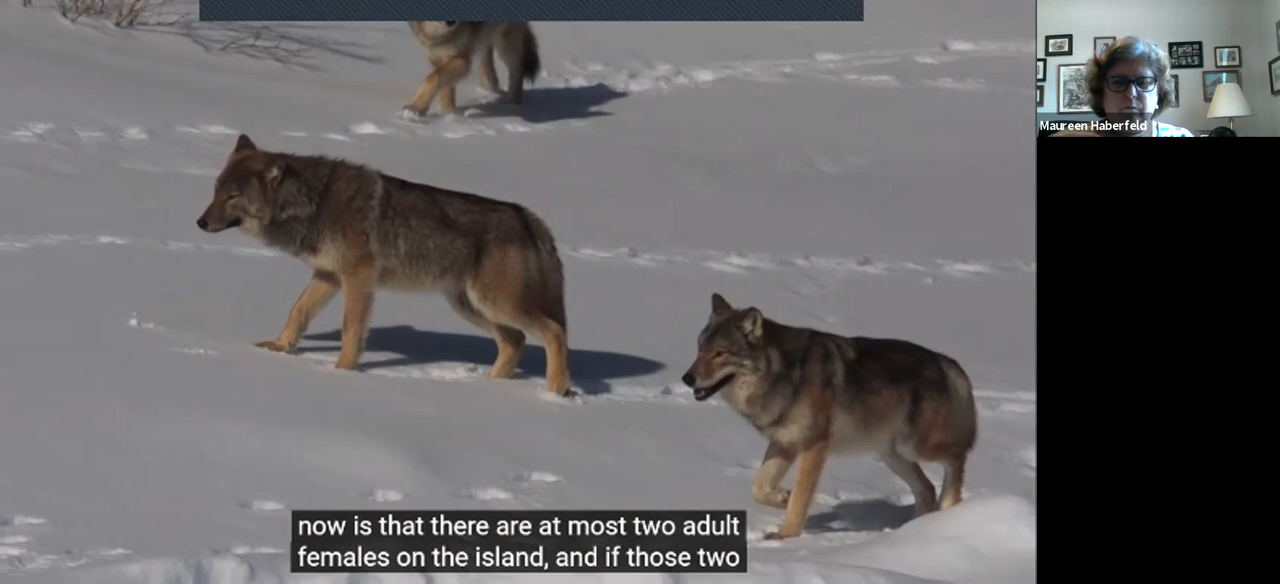 Maureen Haberfeld
now is that there are at most two adult
females on the island, and if those two